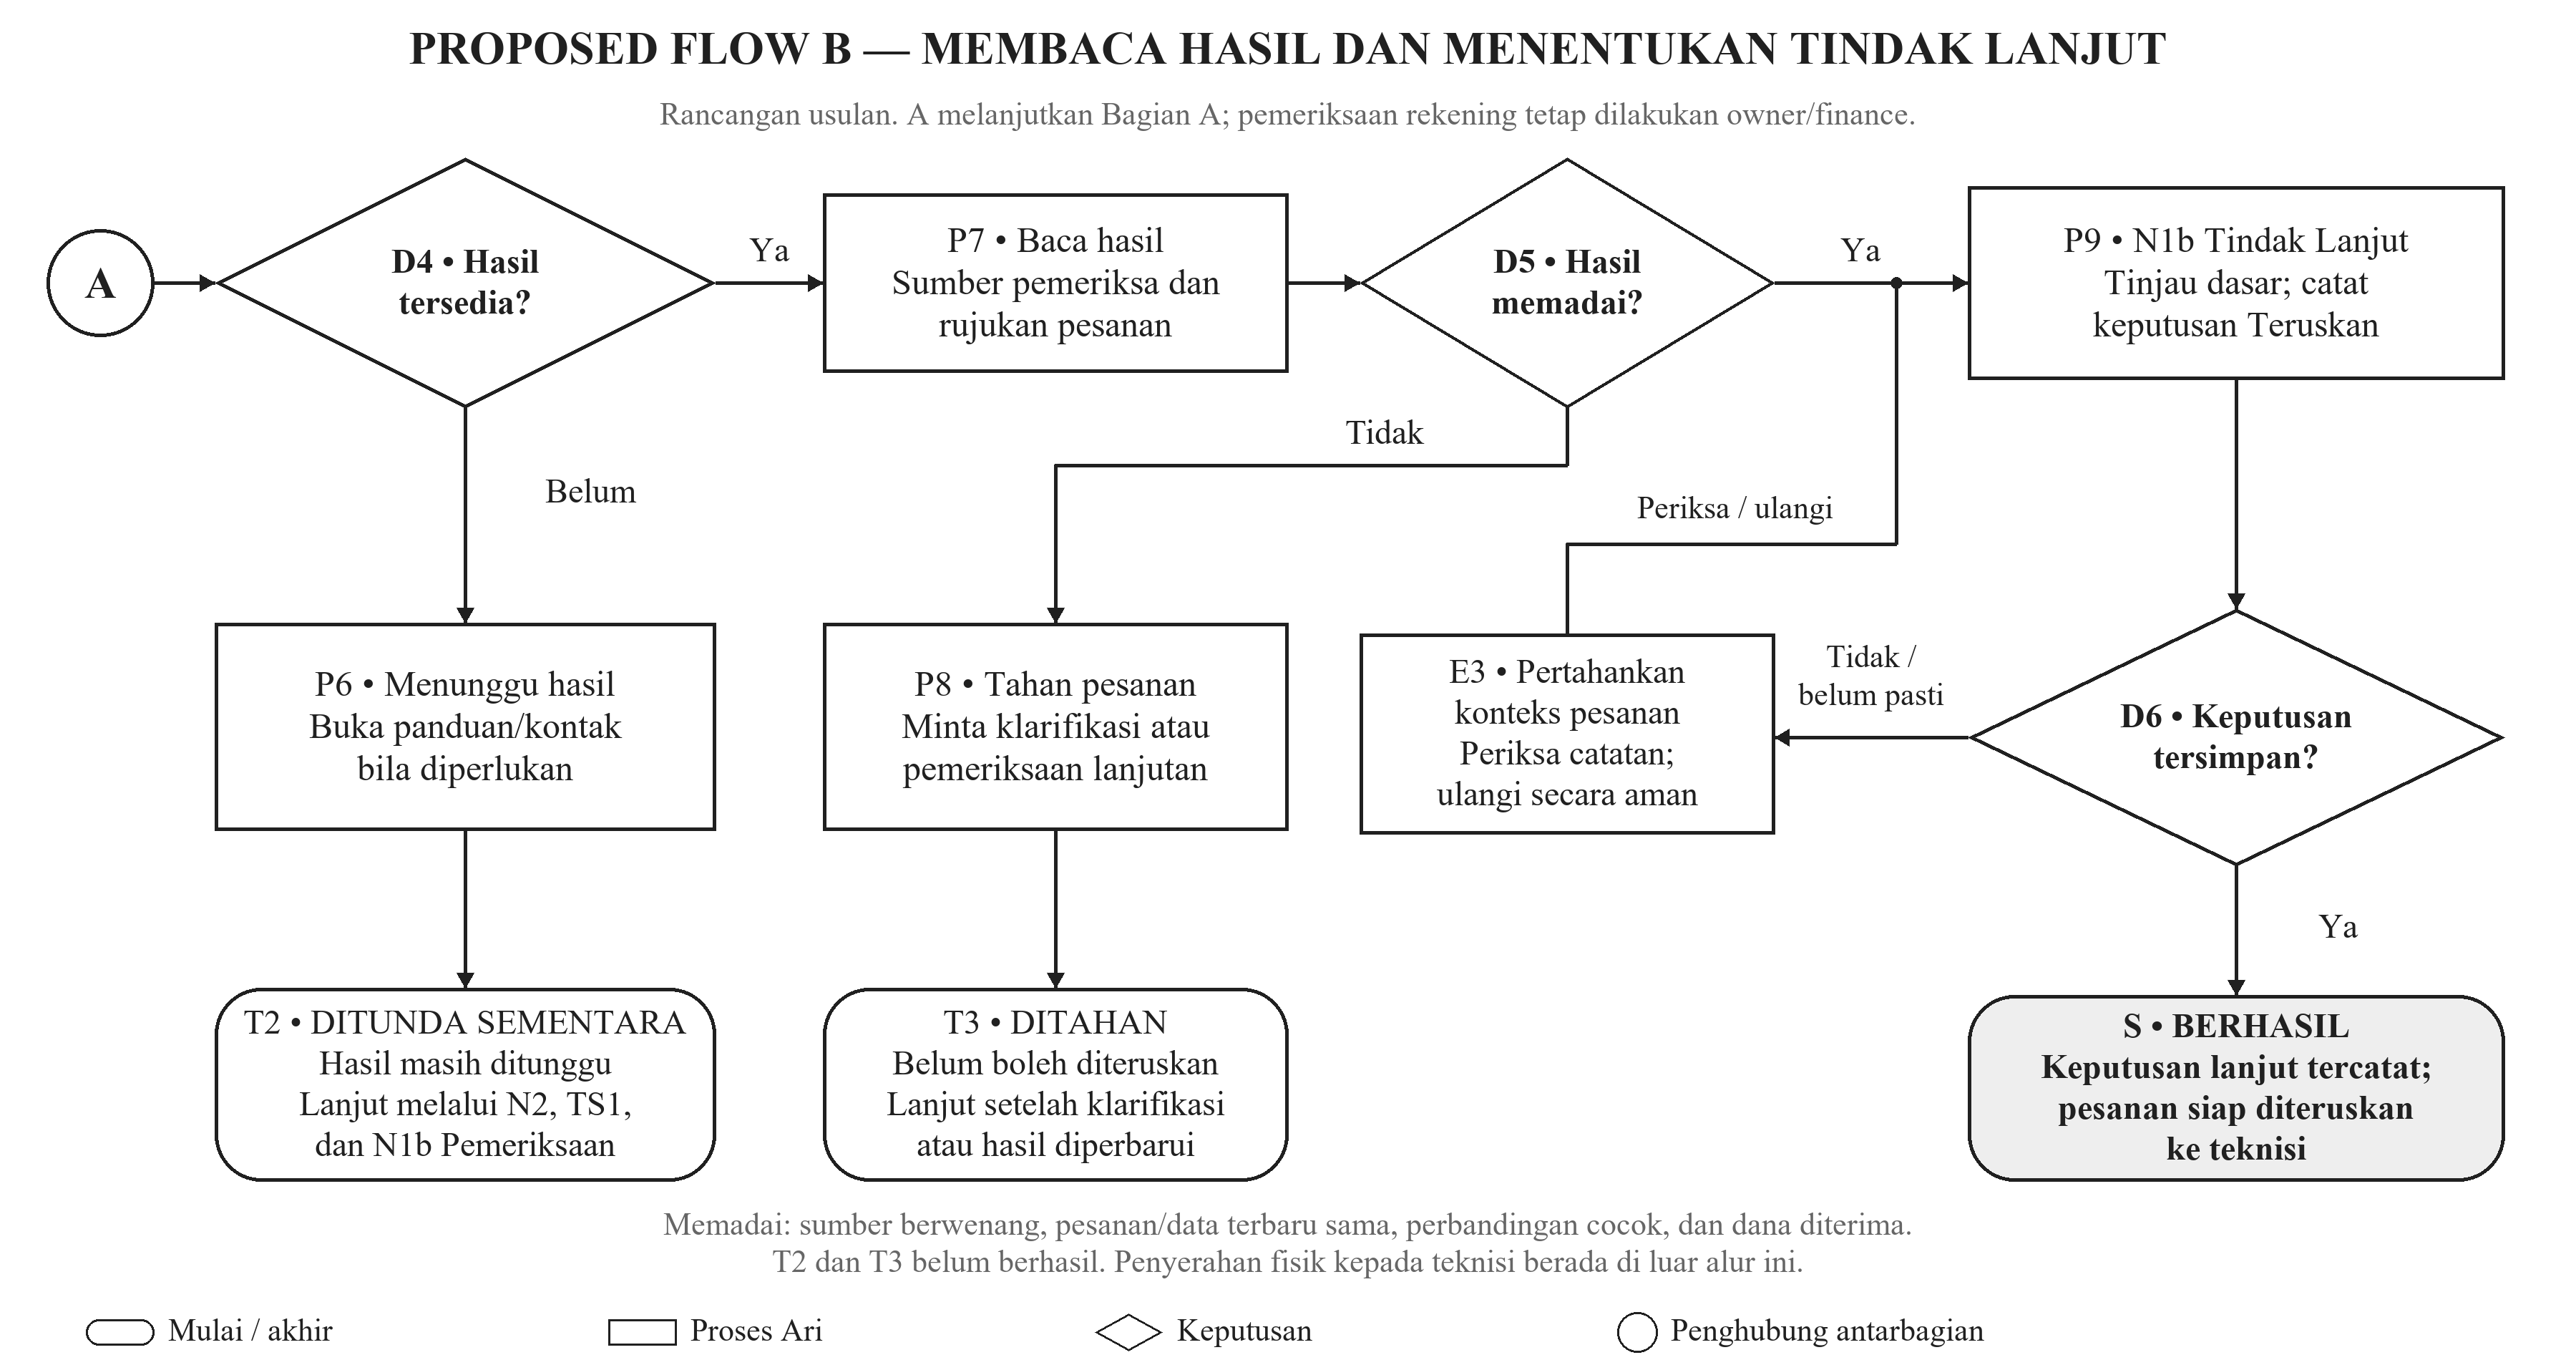 PROPOSED FLOW B — MEMBACA HASIL DAN MENENTUKAN TINDAK LANJUT
Rancangan usulan. A melanjutkan Bagian A; pemeriksaan rekening tetap dilakukan owner/finance.
A
D4 • Hasil
tersedia?
Ya
P7 • Baca hasil
Sumber pemeriksa dan
rujukan pesanan
D5 • Hasil
memadai?
Ya
P9 • N1b Tindak Lanjut
Tinjau dasar; catat
keputusan Teruskan
Belum
Tidak
Periksa / ulangi
P6 • Menunggu hasil
Buka panduan/kontak
bila diperlukan
P8 • Tahan pesanan
Minta klarifikasi atau
pemeriksaan lanjutan
E3 • Pertahankan
konteks pesanan
Periksa catatan;
ulangi secara aman
Tidak /
belum pasti
D6 • Keputusan
tersimpan?
Ya
T2 • DITUNDA SEMENTARA
Hasil masih ditunggu
Lanjut melalui N2, TS1,
dan N1b Pemeriksaan
T3 • DITAHAN
Belum boleh diteruskan
Lanjut setelah klarifikasi
atau hasil diperbarui
S • BERHASIL
Keputusan lanjut tercatat;
pesanan siap diteruskan
ke teknisi
Memadai: sumber berwenang, pesanan/data terbaru sama, perbandingan cocok, dan dana diterima.
T2 dan T3 belum berhasil. Penyerahan fisik kepada teknisi berada di luar alur ini.
Mulai / akhir
Proses Ari
Keputusan
Penghubung antarbagian